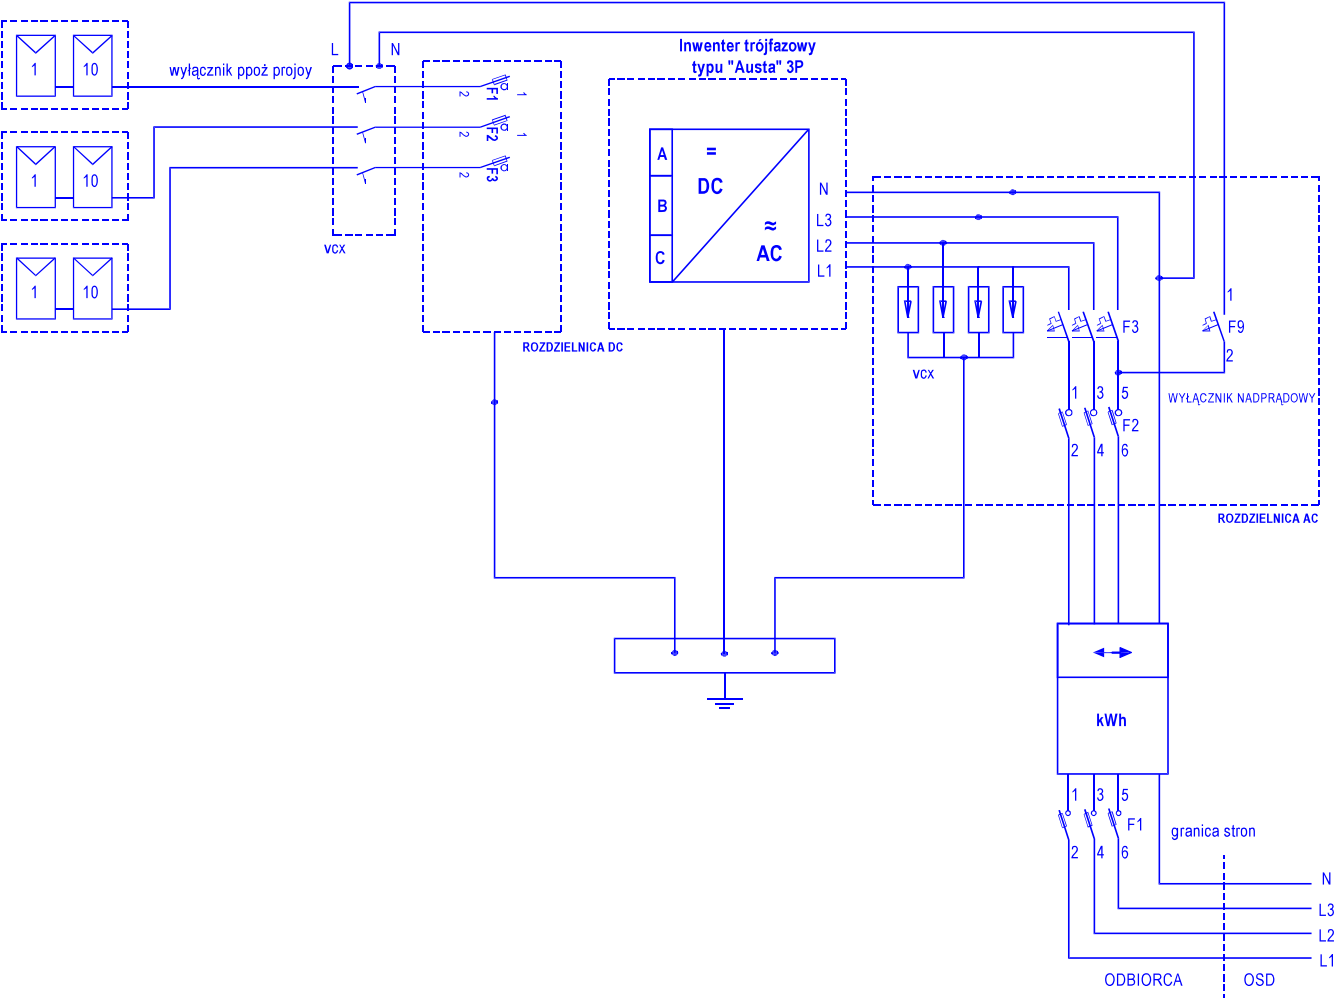 L
N
Inwenter trójfazowy
typu "Austa" 3P
1
10
wyłącznik ppoż projoy
2
F1
1
2
F2
1
2
F3
1
10
1
10
VCX
ROZDZIELNICA DC
A
B
C
=
DC
≈
AC
N
L3
L2
L1
VCX
F3
1
F9
2
WYŁĄCZNIK NADPRĄDOWY
1
3
5
F2
2
4
6
ROZDZIELNICA AC
kWh
1
3
5
F1
2
4
6
granica stron
N
L3
L2
L1
ODBIORCA
OSD